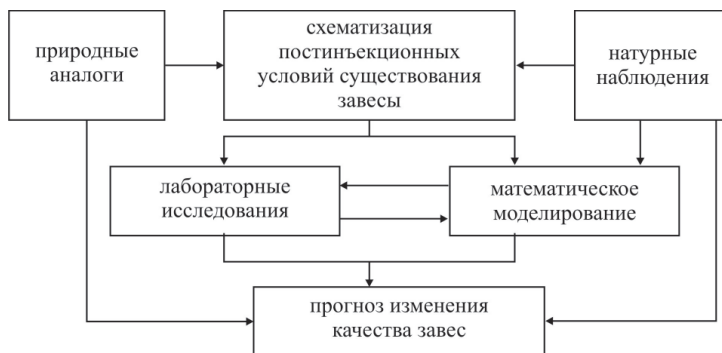 природные
аналоги
схематизация
постинъекционных
условий существования
завесы
натурные
наблюдения
лабораторные
исследования
математическое
моделирование
прогноз изменения
качества завес